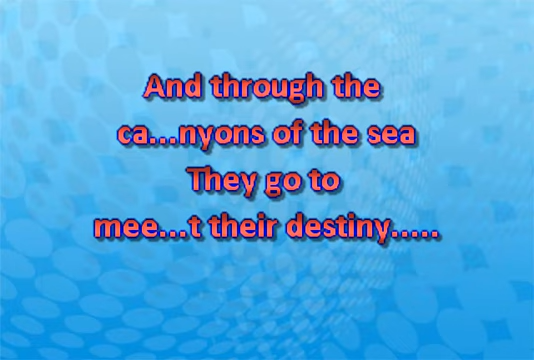 And through the
ca...nyons of the sea
They go to
mee...t their destiny.....